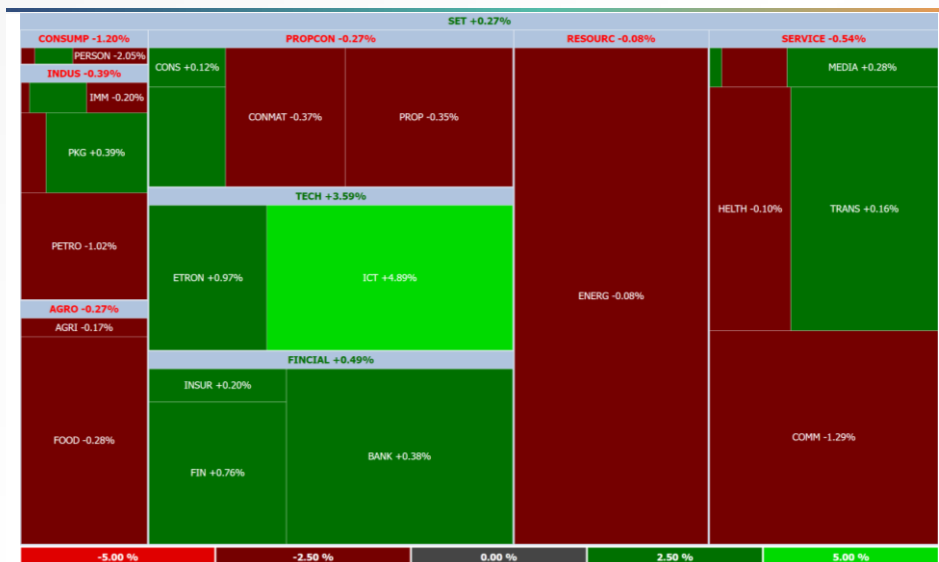 SET +0.27%
CONSUMP -1.20%
PERSON -2.05%
INDUS -0.39%
IMM -0.20%
PKG +0.39%
PETRO -1.02%
AGRO -0.27%
AGRI -0.17%
FOOD -0.28%
PROPCON -0.27%
CONS +0.12%
CONMAT -0.37%
PROP -0.35%
TECH +3.59%
ETRON +0.97%
ICT +4.89%
FINCIAL +0.49%
INSUR +0.20%
FIN +0.76%
BANK +0.38%
RESOURC -0.08%
ENERG -0.08%
SERVICE -0.54%
MEDIA +0.28%
HELTH -0.10%
TRANS +0.16%
COMM -1.29%
-5.00 %
-2.50 %
0.00 %
2.50 %
5.00 %